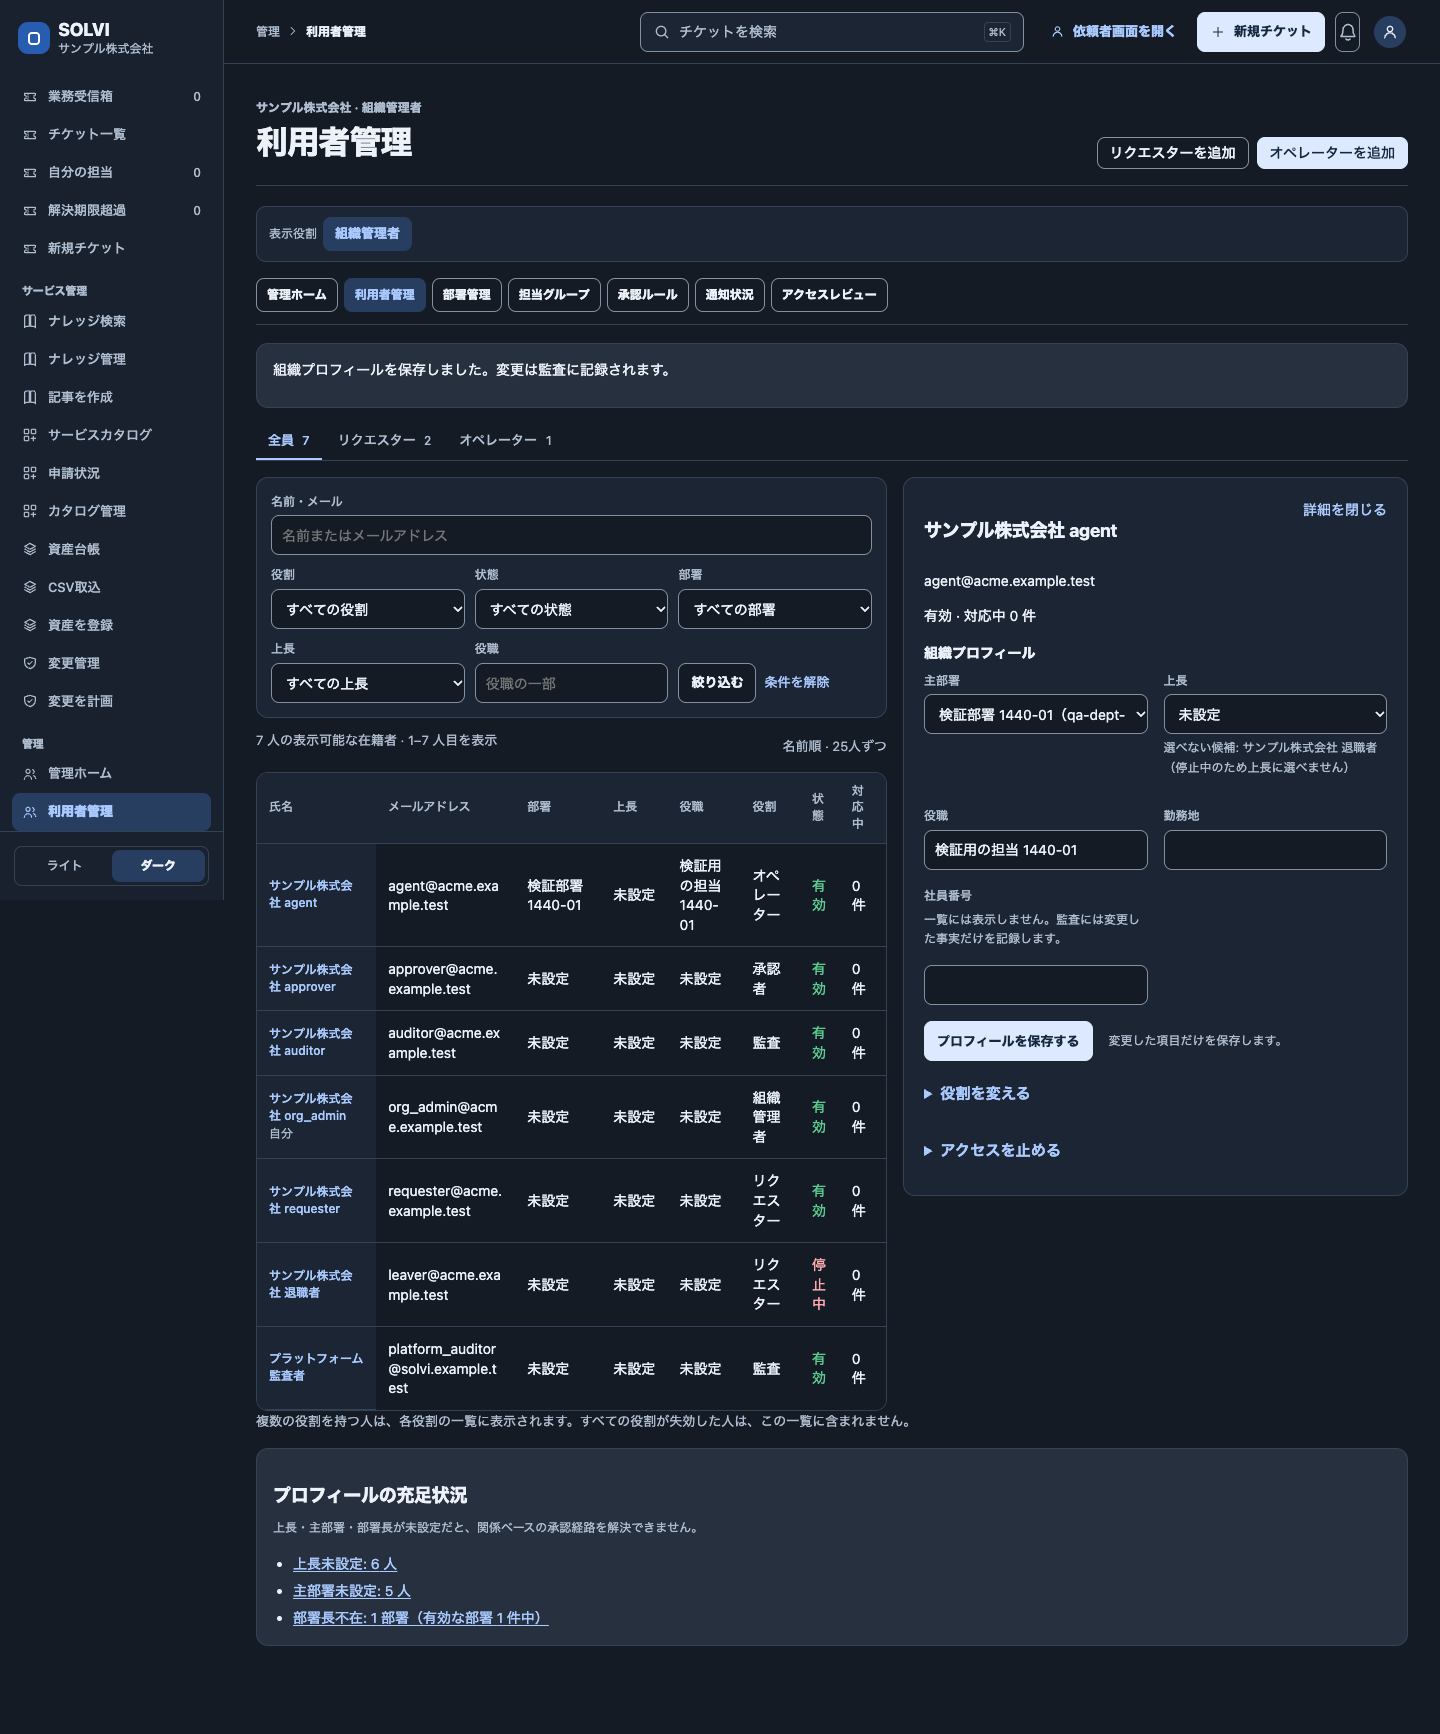 SOLVI
サンプル株式会社
業務受信箱 0
チケット一覧
自分の担当 0
解決期限超過 0
新規チケット
サービス管理
ナレッジ検索
ナレッジ管理
記事を作成
サービスカタログ
申請状況
カタログ管理
資産台帳
CSV取込
資産を登録
変更管理
変更を計画
管理
管理ホーム
利用者管理
ライト ダーク
管理 利用者管理
チケットを検索 ⌘K
依頼者画面を開く
新規チケット
サンプル株式会社 · 組織管理者
利用者管理
リクエスターを追加 オペレーターを追加
表示役割 組織管理者
管理ホーム 利用者管理 部署管理 担当グループ 承認ルール 通知状況 アクセスレビュー
組織プロフィールを保存しました。変更は監査に記録されます。
全員 7 リクエスター 2 オペレーター 1
名前・メール
名前またはメールアドレス
役割 状態 部署
すべての役割 すべての状態 すべての部署
上長 役職
すべての上長 役職の一部 絞り込む 条件を解除
7 人の表示可能な在籍者 · 1–7 人目を表示
名前順 · 25人ずつ
氏名 メールアドレス 部署 上長 役職 役割 状態 対応中
サンプル株式会社 agent agent@acme.example.test 検証部署 1440-01 未設定 検証用の担当 1440-01 オペレーター 有効 0 件
サンプル株式会社 approver approver@acme.example.test 未設定 未設定 未設定 承認者 有効 0 件
サンプル株式会社 auditor auditor@acme.example.test 未設定 未設定 未設定 監査 有効 0 件
サンプル株式会社 org_admin 自分 org_admin@acme.example.test 未設定 未設定 未設定 組織管理者 有効 0 件
サンプル株式会社 requester requester@acme.example.test 未設定 未設定 未設定 リクエスター 有効 0 件
サンプル株式会社 退職者 leaver@acme.example.test 未設定 未設定 未設定 リクエスター 停止中 0 件
プラットフォーム監査者 platform_auditor@solvi.example.test 未設定 未設定 未設定 監査 有効 0 件
複数の役割を持つ人は、各役割の一覧に表示されます。すべての役割が失効した人は、この一覧に含まれません。
詳細を閉じる
サンプル株式会社 agent
agent@acme.example.test
有効 · 対応中 0 件
組織プロフィール
主部署 上長
検証部署 1440-01（qa-dept- 未設定
選べない候補: サンプル株式会社 退職者
（停止中のため上長に選べません）
役職 勤務地
検証用の担当 1440-01
社員番号
一覧には表示しません。監査には変更し
た事実だけを記録します。
プロフィールを保存する 変更した項目だけを保存します。
役割を変える
アクセスを止める
プロフィールの充足状況
上長・主部署・部署長が未設定だと、関係ベースの承認経路を解決できません。
上長未設定: 6 人
主部署未設定: 5 人
部署長不在: 1 部署（有効な部署 1 件中）